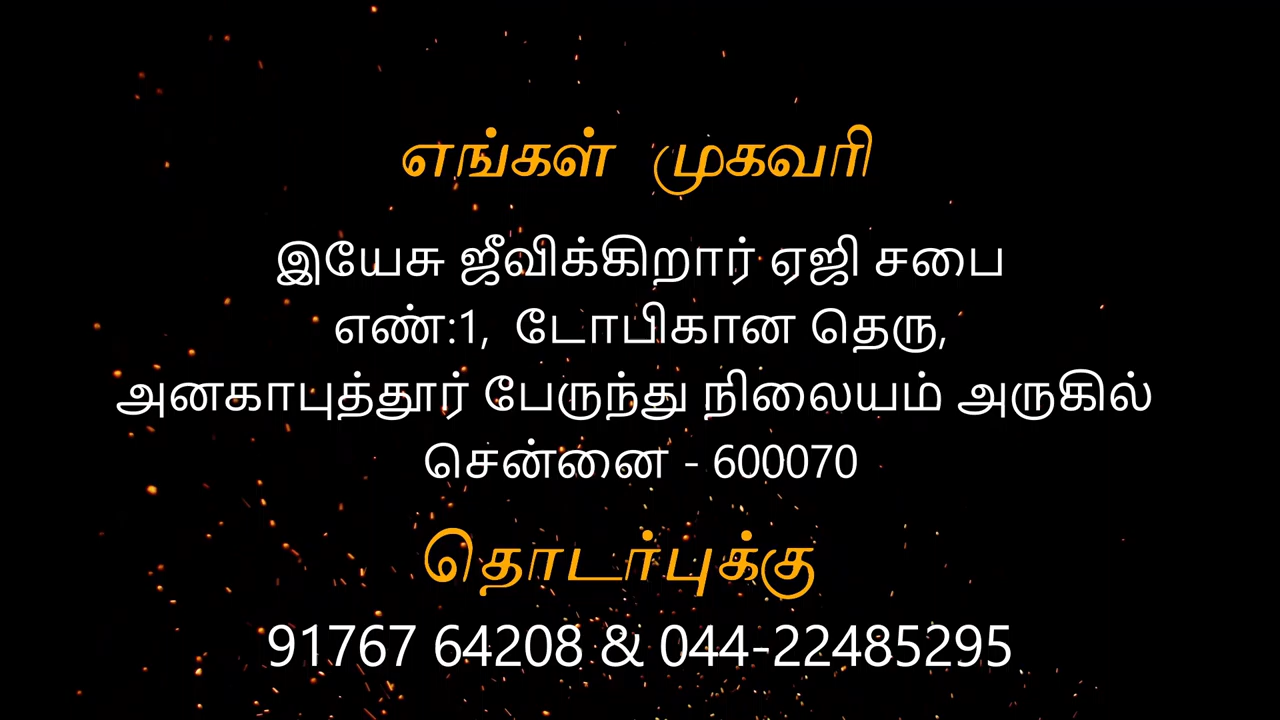 எங்கள் முகவரி
இயேசு ஜீவிக்கிறார் ஏஜி சபை
எண்:1, டோபிகான தெரு,
அனகாபுத்தூர் பேருந்து நிலையம் அருகில்
சென்னை - 600070
தொடர்புக்கு
91767 64208 & 044-22485295